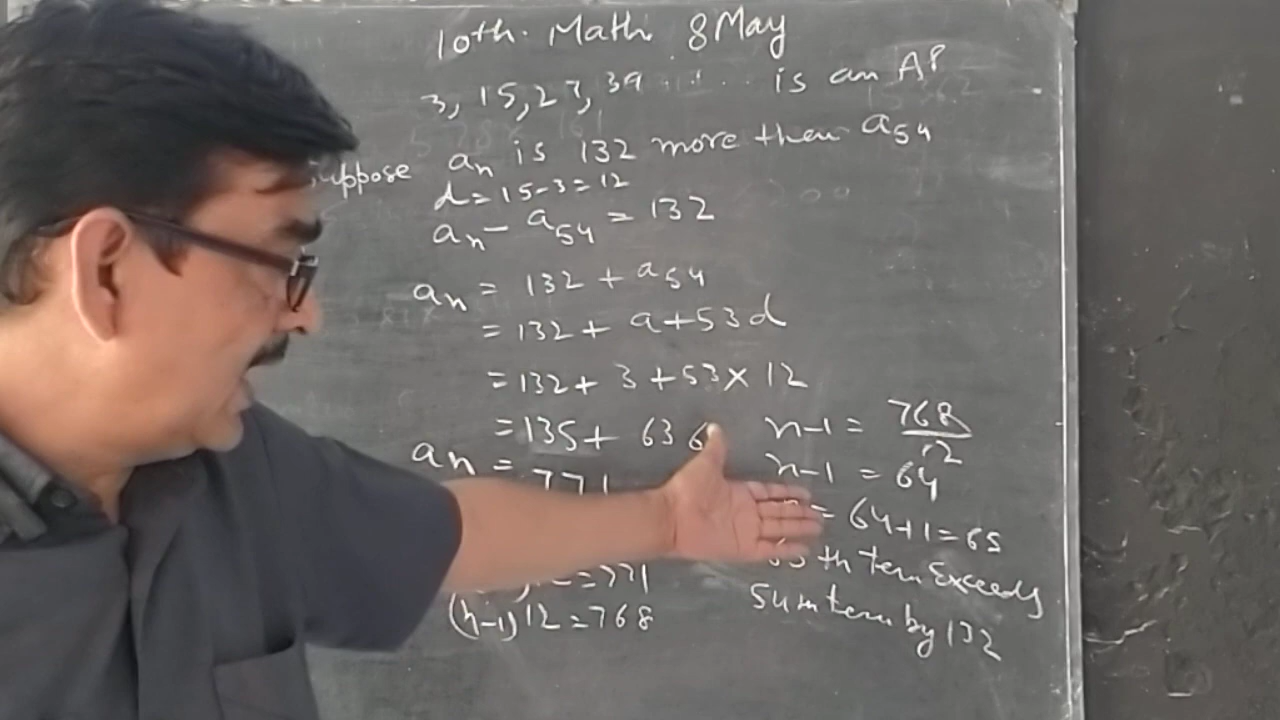 10th. Math. 8 May
3, 15, 27, 39 . . . . is an AP
uppose an is 132 more than a54
d = 15-3 = 12
an - a54 = 132
an = 132 + a54
= 132 + a + 53d
= 132 + 3 + 53 × 12
= 135 + 636
an = 771
= 771
(n-1) 12 = 768
n-1 = 768/12
n-1 = 64
= 64+1 = 65
th term Exceeds
54th term by 132